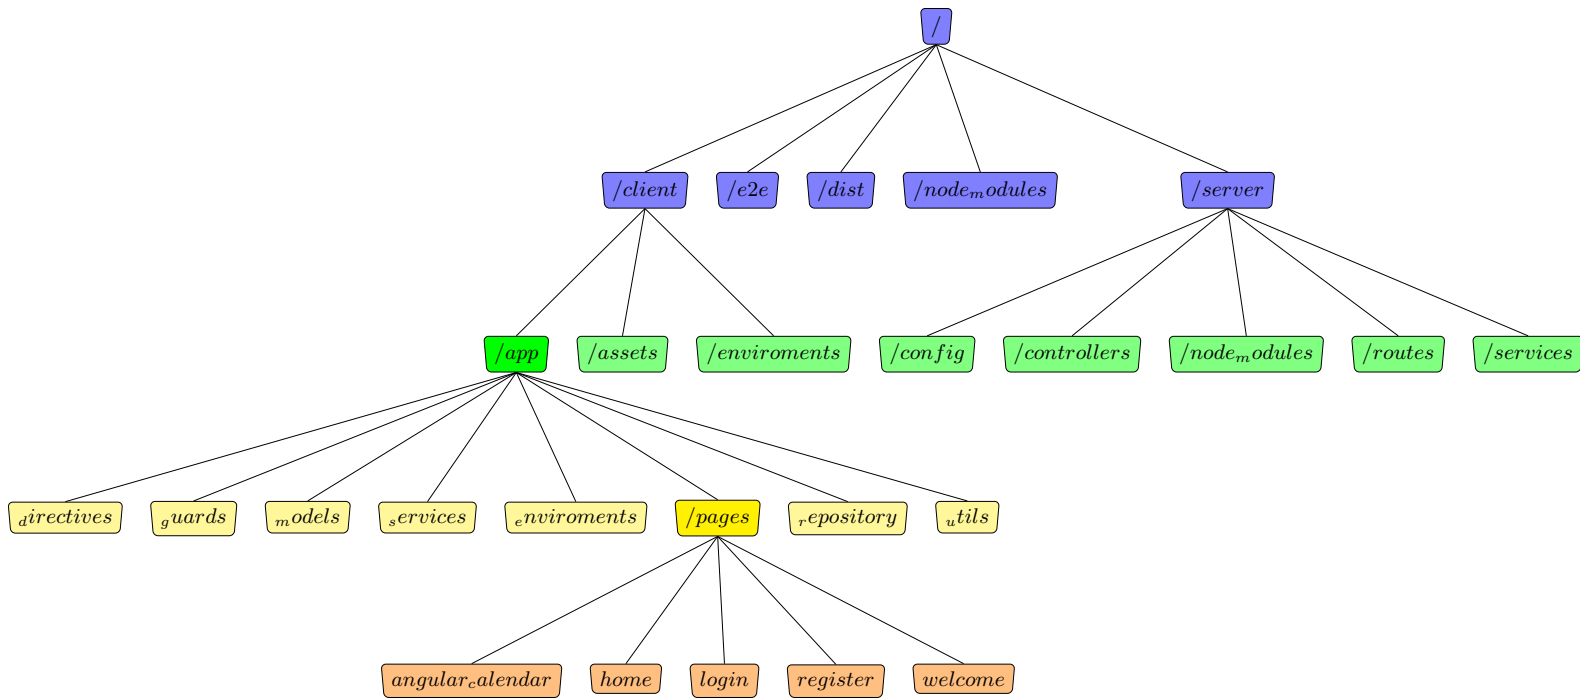 /
/client /e2e /dist /node_modules /server
/app /assets /enviroments /config /controllers /node_modules /routes /services
_directives _guards _models _services _enviroments /pages _repository _utils
angular_calendar home login register welcome